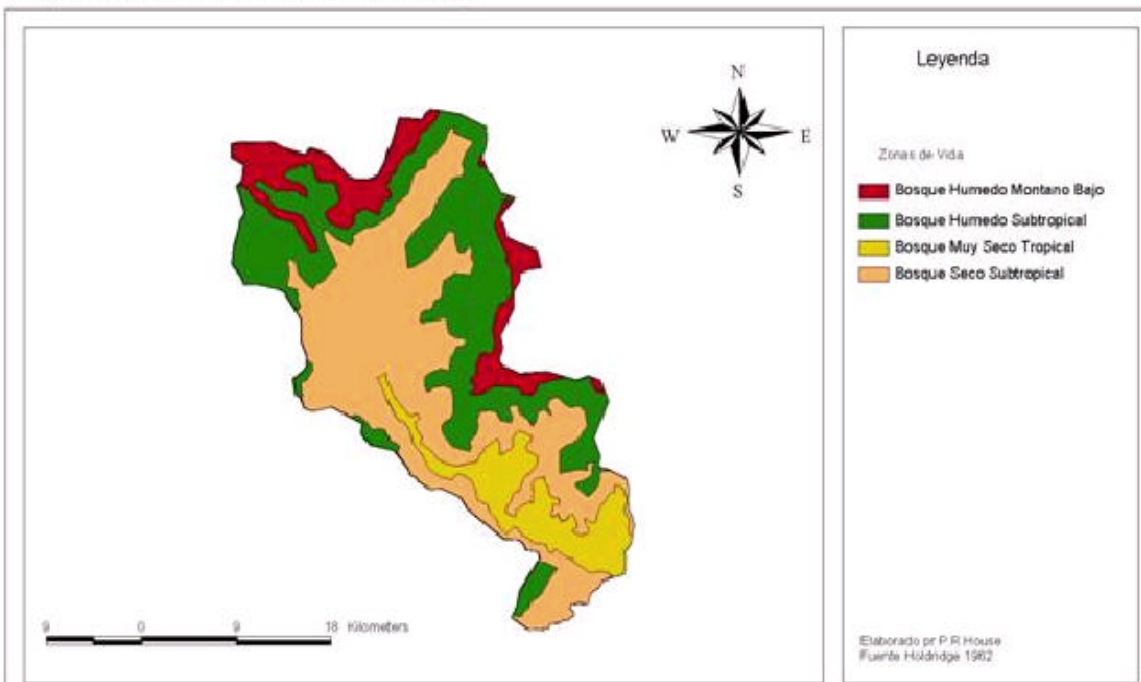 Leyenda
N
W E
S
Zonas de Vida
Bosque Humedo Montano Bajo
Bosque Humedo Subtropical
Bosque Muy Seco Tropical
Bosque Seco Subtropical
9 0 9 18 Kilometers
Elaborado pr P.R House
Fuente Holdridge 1962